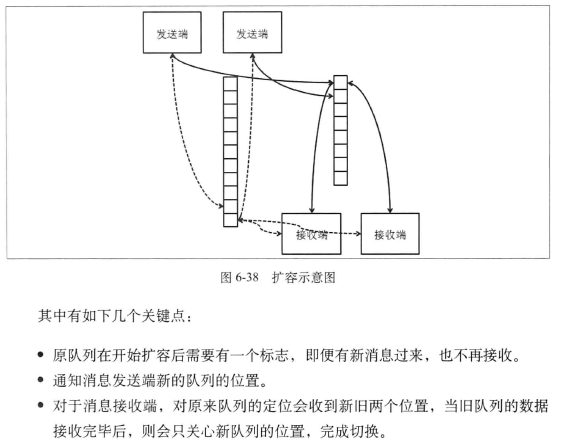 发送端
发送端
接收端
接收端
图 6-38 扩容示意图
其中有如下几个关键点：
● 原队列在开始扩容后需要有一个标志，即便有新消息过来，也不再接收。
● 通知消息发送端新的队列的位置。
● 对于消息接收端，对原来队列的定位会收到新旧两个位置，当旧队列的数据
接收完毕后，则会只关心新队列的位置，完成切换。